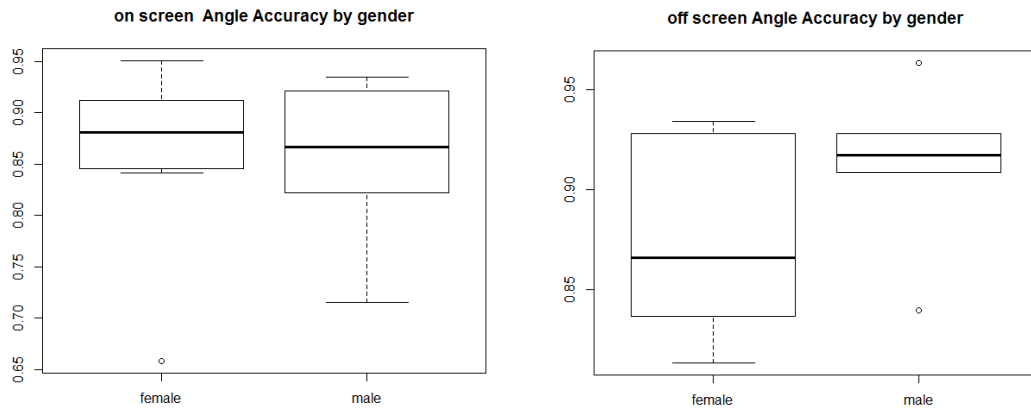 on screen  Angle Accuracy by gender
0.95
0.90
0.85
0.80
0.75
0.70
0.65
female
male
off screen Angle Accuracy by gender
0.95
0.90
0.85
female
male